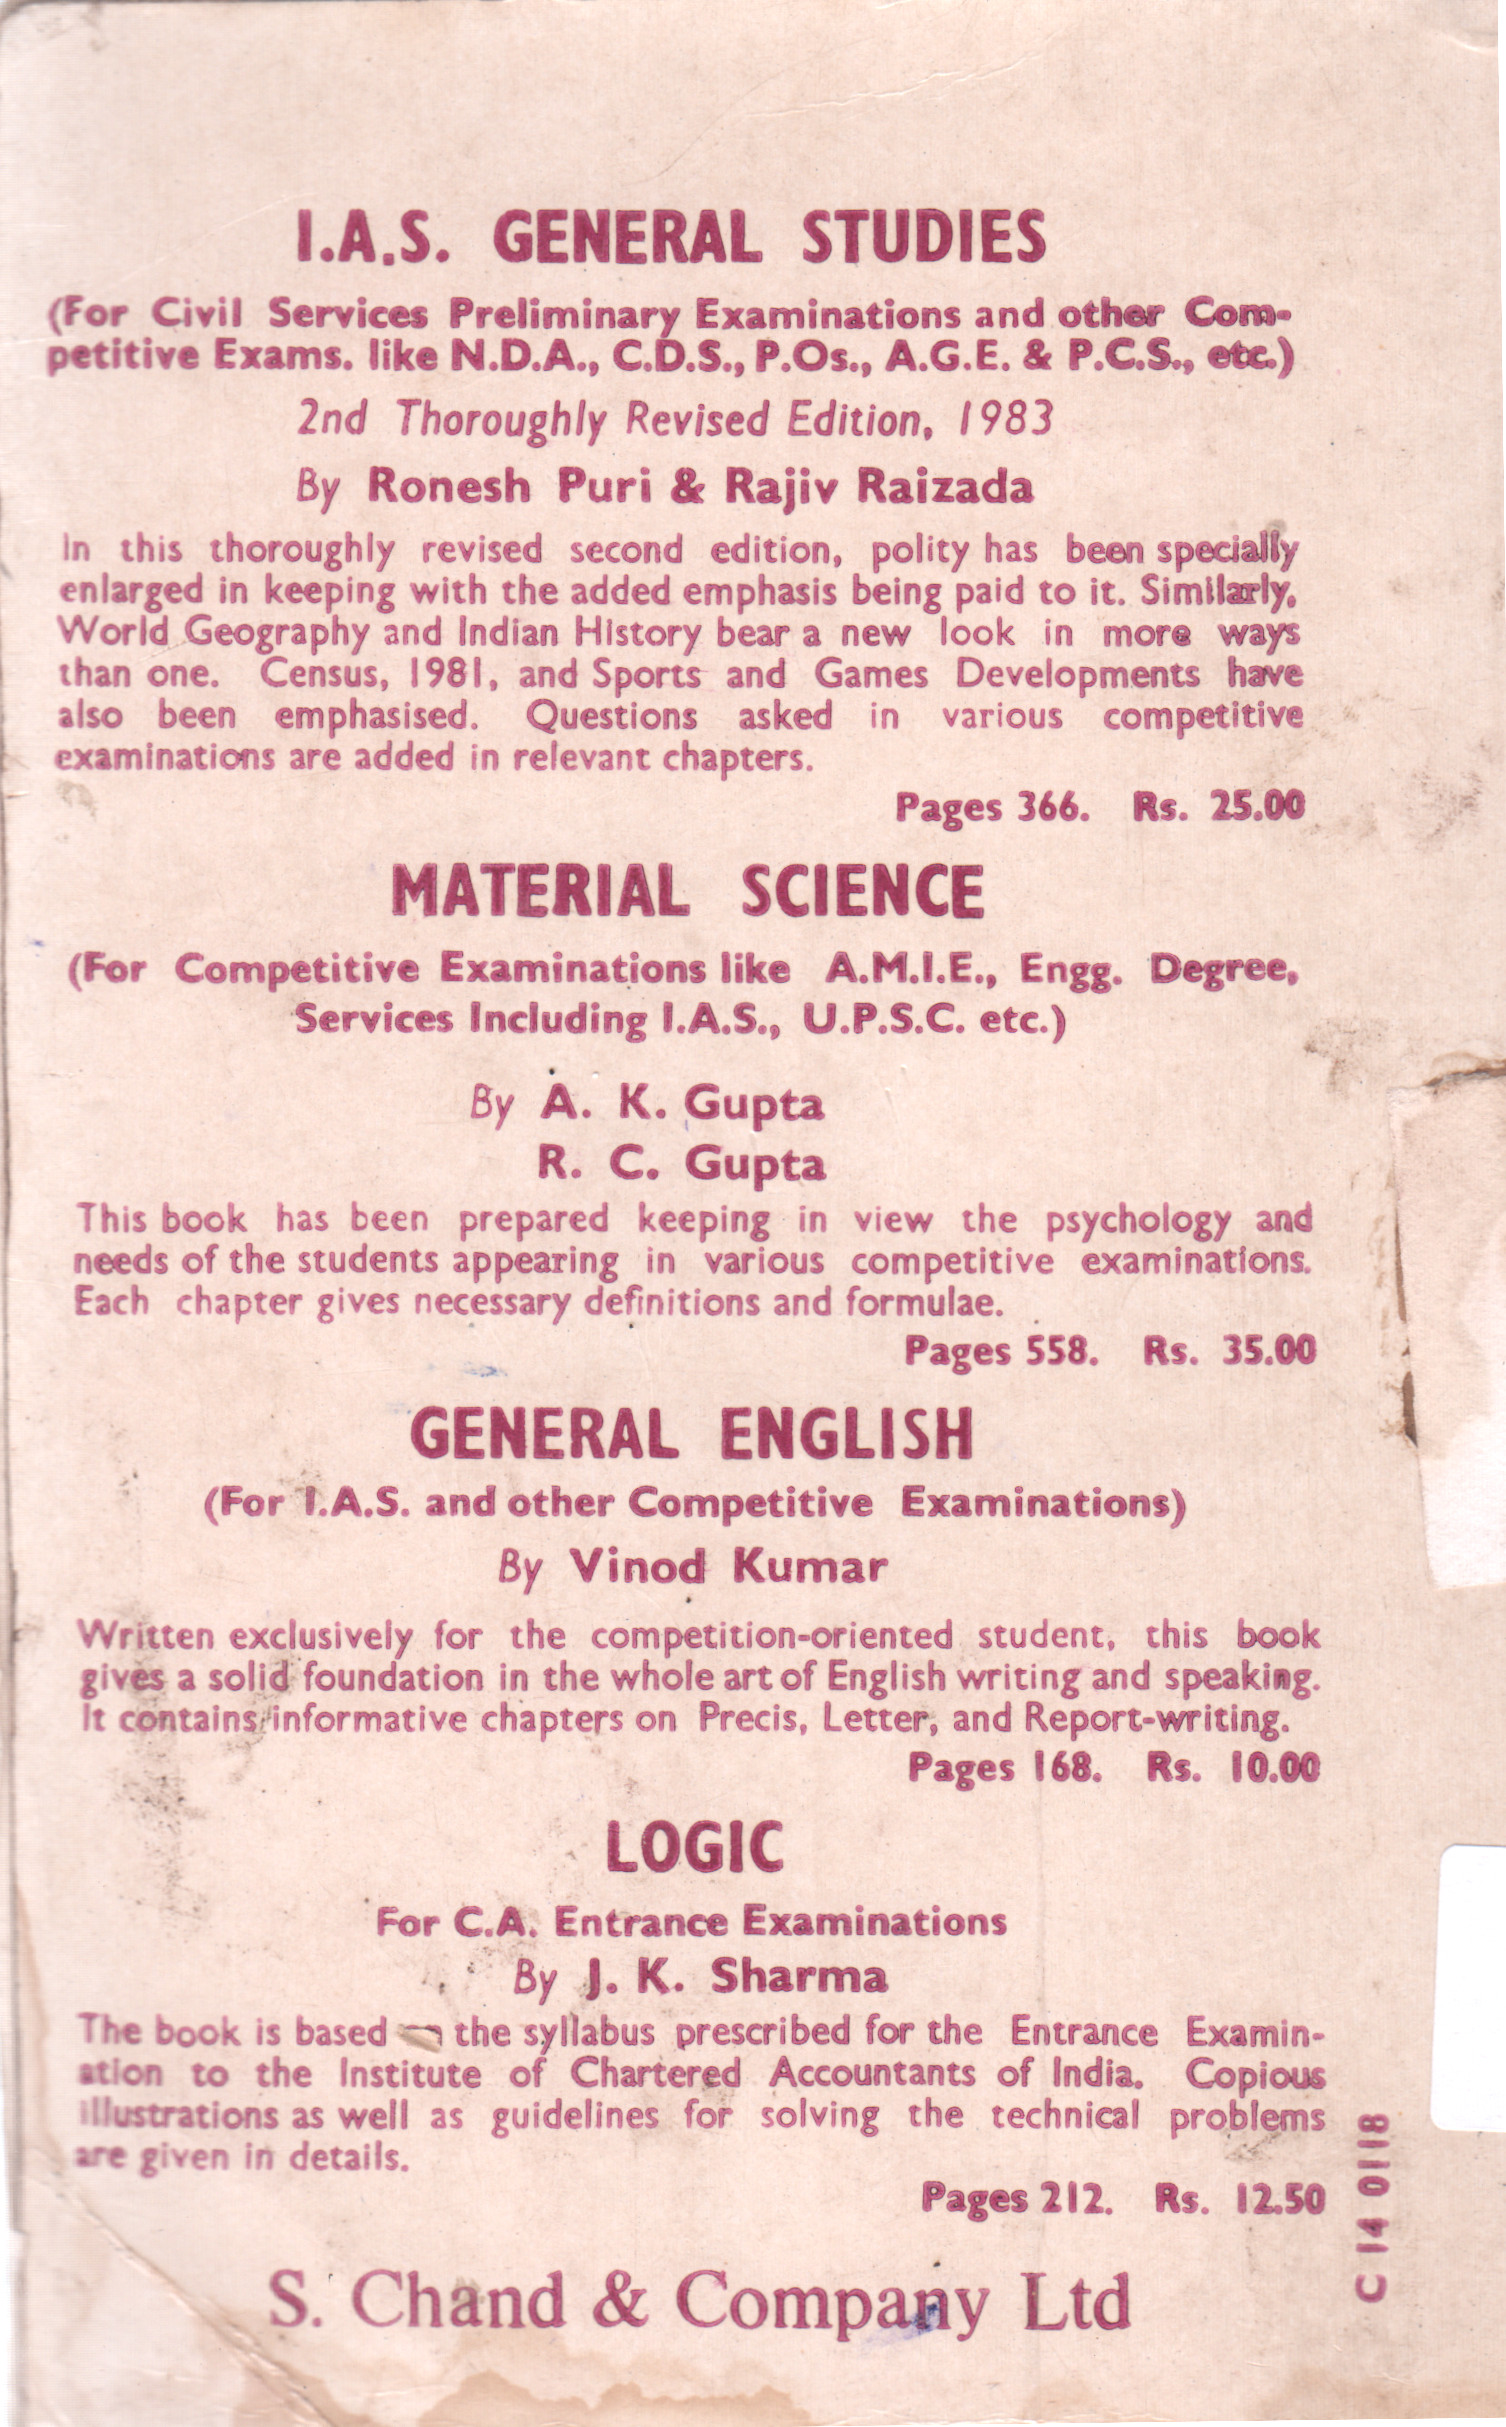 I.A.S. GENERAL STUDIES
(For Civil Services Preliminary Examinations and other Com-
petitive Exams. like N.D.A., C.D.S., P.Os., A.G.E. & P.C.S., etc.)
2nd Thoroughly Revised Edition, 1983
By Ronesh Puri & Rajiv Raizada
In this thoroughly revised second edition, polity has been specially
enlarged in keeping with the added emphasis being paid to it. Similarly,
World Geography and Indian History bear a new look in more ways
than one. Census, 1981, and Sports and Games Developments have
also been emphasised. Questions asked in various competitive
examinations are added in relevant chapters.
Pages 366. Rs. 25.00
MATERIAL SCIENCE
(For Competitive Examinations like A.M.I.E., Engg. Degree,
Services Including I.A.S., U.P.S.C. etc.)
By A. K. Gupta
R. C. Gupta
This book has been prepared keeping in view the psychology and
needs of the students appearing in various competitive examinations.
Each chapter gives necessary definitions and formulae.
Pages 558. Rs. 35.00
GENERAL ENGLISH
(For I.A.S. and other Competitive Examinations)
By Vinod Kumar
Written exclusively for the competition-oriented student, this book
gives a solid foundation in the whole art of English writing and speaking.
It contains informative chapters on Precis, Letter, and Report-writing.
Pages 168. Rs. 10.00
LOGIC
For C.A. Entrance Examinations
By J. K. Sharma
The book is based the syllabus prescribed for the Entrance Examin-
ation to the Institute of Chartered Accountants of India. Copious
illustrations as well as guidelines for solving the technical problems
are given in details.
Pages 212. Rs. 12.50
S. Chand & Company Ltd
C 14 0118